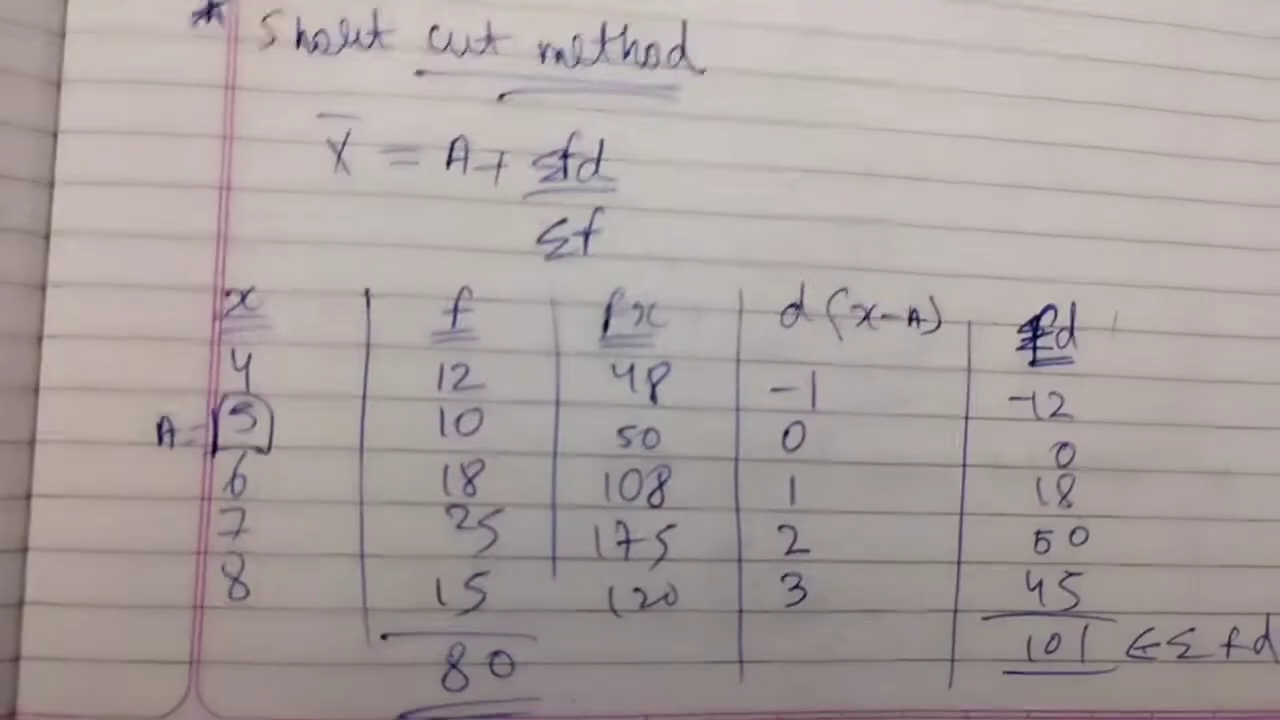 * Short cut method
X̄ = A + Σfd
Σf
x f fx d (x-A) fd
4 12 48 -1 -12
A = 5 10 50 0 0
6 18 108 1 18
7 25 175 2 50
8 15 120 3 45
80 101 ← Σfd